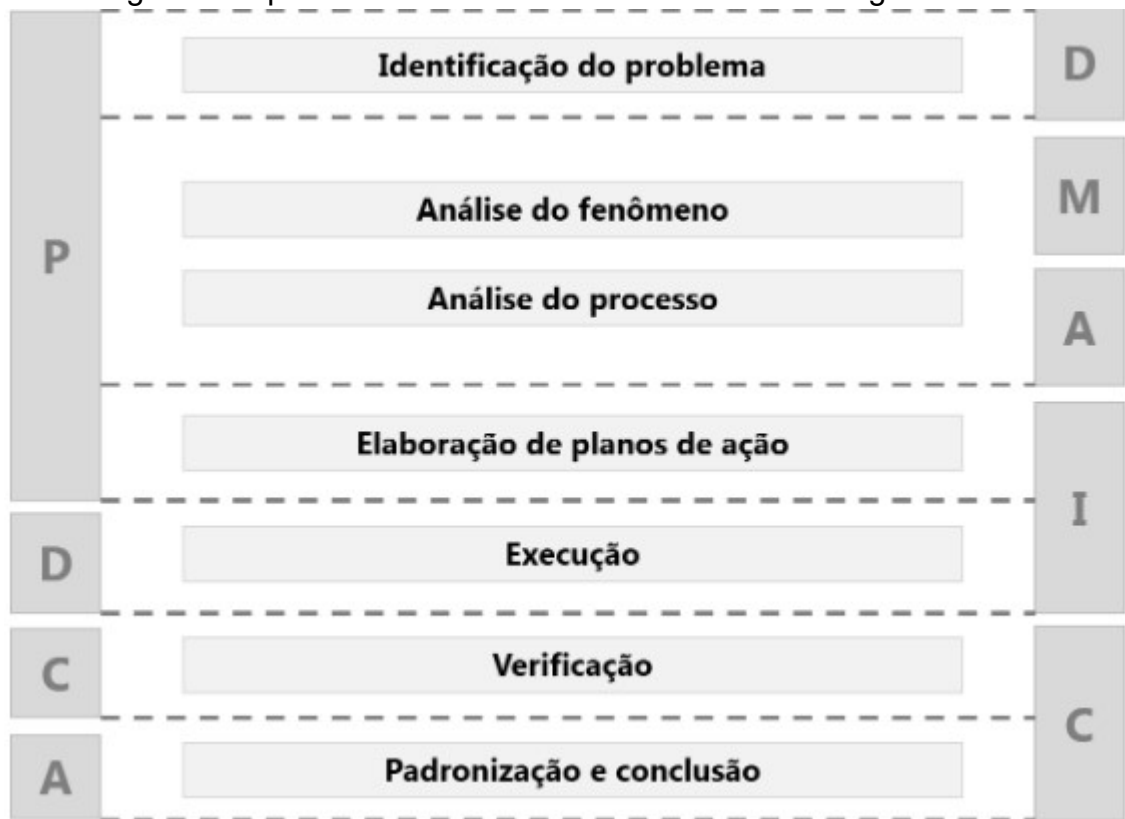 Identificação do problema
D
Análise do fenômeno
M
P
Análise do processo
A
Elaboração de planos de ação
I
D
Execução
C
Verificação
C
A
Padronização e conclusão